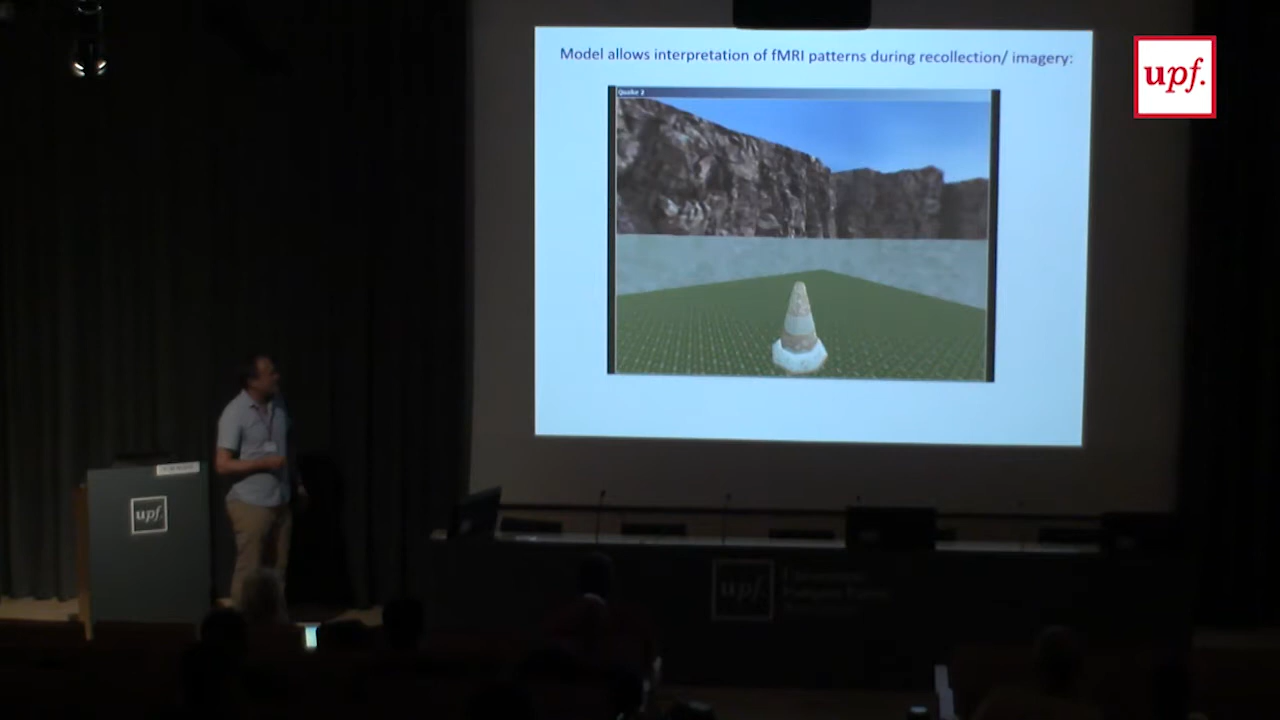 Model allows interpretation of fMRI patterns during recollection/ imagery:
Quake 2
upf.
upf.
upf.